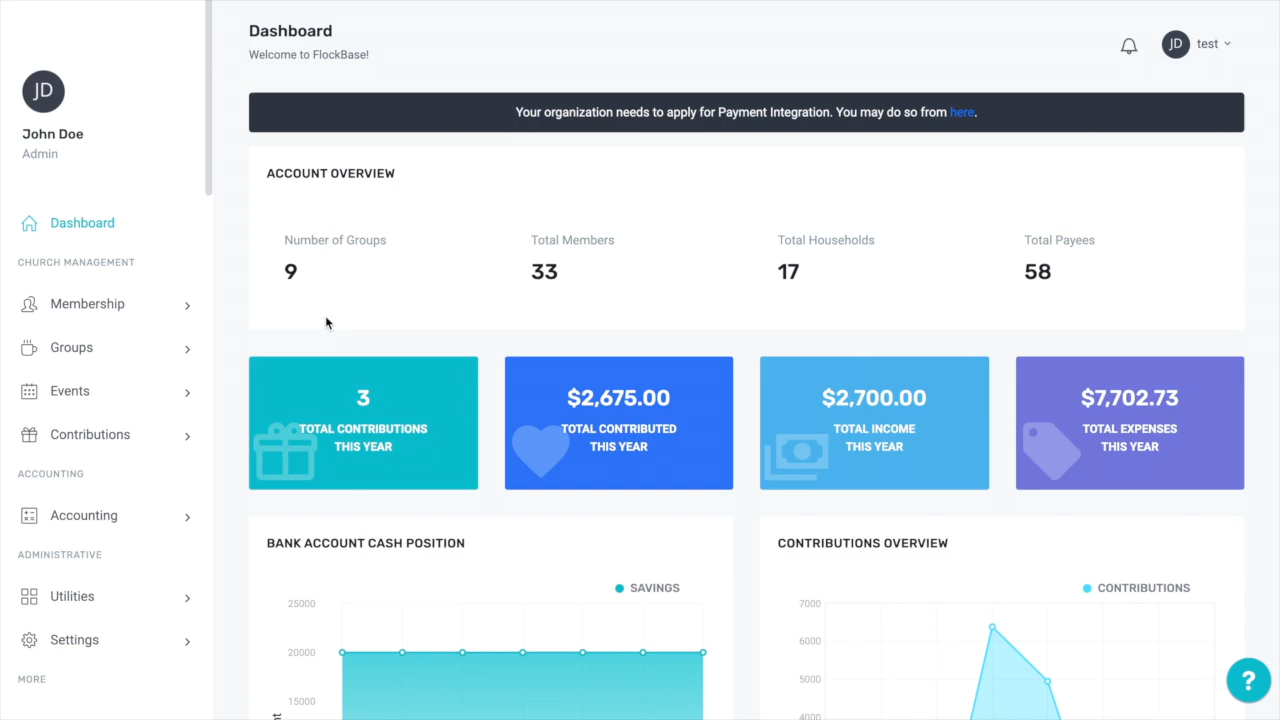 JD
John Doe
Admin
Dashboard
CHURCH MANAGEMENT
Membership
Groups
Events
Contributions
ACCOUNTING
Accounting
ADMINISTRATIVE
Utilities
Settings
MORE
Dashboard
Welcome to FlockBase!
JD test
Your organization needs to apply for Payment Integration. You may do so from here.
ACCOUNT OVERVIEW
Number of Groups
9
Total Members
33
Total Households
17
Total Payees
58
3
TOTAL CONTRIBUTIONS
THIS YEAR
$2,675.00
TOTAL CONTRIBUTED
THIS YEAR
$2,700.00
TOTAL INCOME
THIS YEAR
$7,702.73
TOTAL EXPENSES
THIS YEAR
BANK ACCOUNT CASH POSITION
SAVINGS
25000
20000
15000
CONTRIBUTIONS OVERVIEW
CONTRIBUTIONS
7000
6000
5000
4000
?